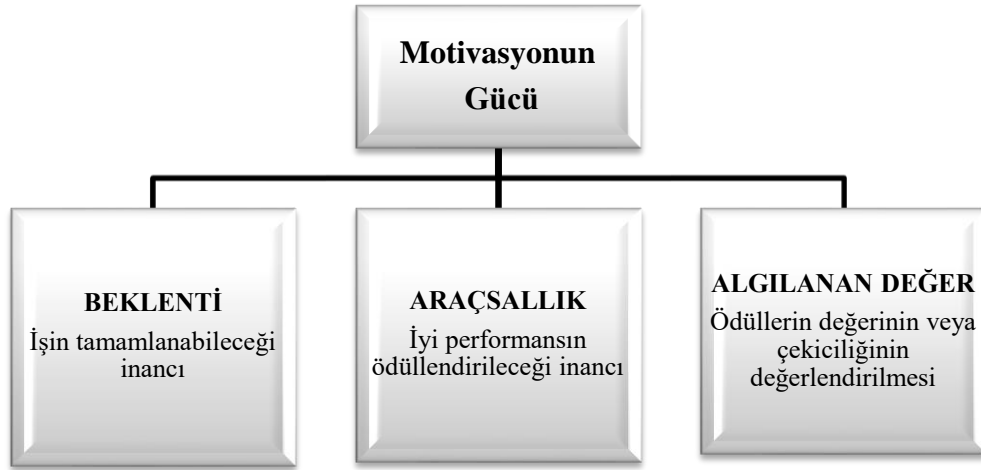 Motivasyonun
Gücü
BEKLENTİ
İşin tamamlanabileceği
inancı
ARAÇSALLIK
İyi performansın
ödüllendirileceği inancı
ALGILANAN DEĞER
Ödüllerin değerinin veya
çekiciliğinin
değerlendirilmesi